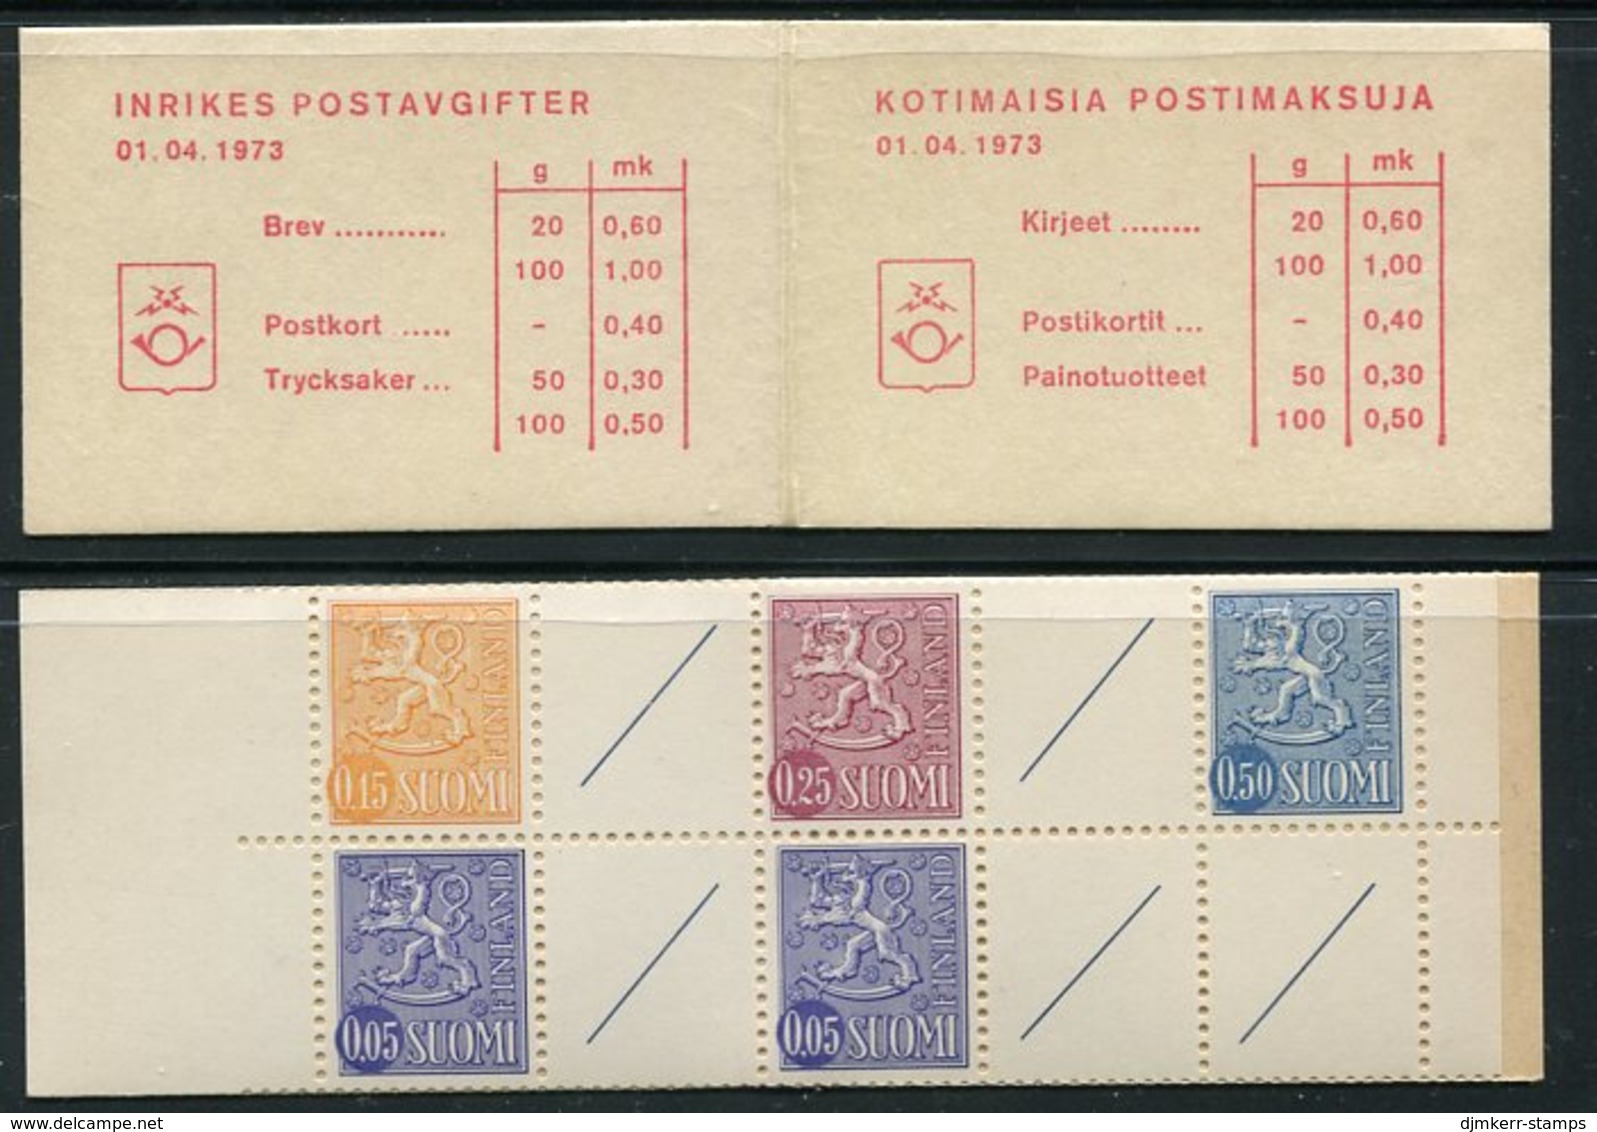 INRIKES POSTAVGIFTER
01.04.1973
g mk
Brev ........... 20 0,60
100 1,00
Postkort ..... - 0,40
Trycksaker ... 50 0,30
100 0,50
KOTIMAISIA POSTIMAKSUJA
01.04.1973
g mk
Kirjeet ........ 20 0,60
100 1,00
Postikortit ... - 0,40
Painotuotteet 50 0,30
100 0,50
FINLAND
0.15 SUOMI
FINLAND
0.25 SUOMI
FINLAND
0.50 SUOMI
FINLAND
0.05 SUOMI
FINLAND
0.05 SUOMI
www.delcampe.net
djmkerr-stamps